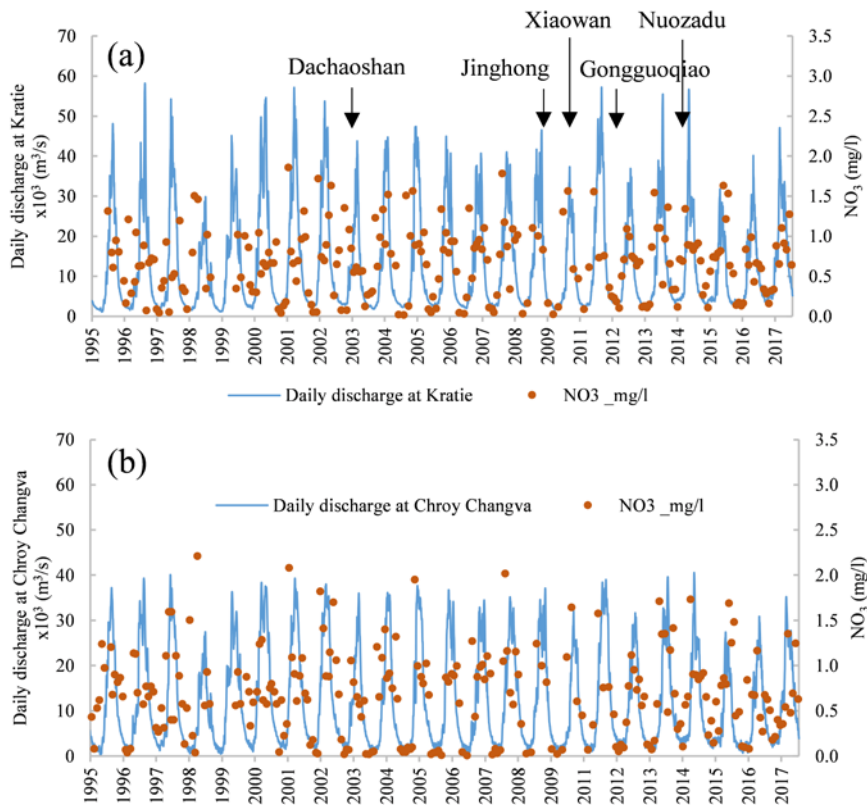 (a)
Xiaowan
Nuozadu
Dachaoshan
Jinghong
Gongguoqiao
Daily discharge at Kratie
x10³ (m³/s)
70
60
50
40
30
20
10
0
3.5
3.0
2.5
2.0
1.5
1.0
0.5
0.0
NO₃ (mg/l)
1995 1996 1997 1998 1999 2000 2001 2002 2003 2004 2005 2006 2007 2008 2009 2010 2011 2012 2013 2014 2015 2016 2017
Daily discharge at Kratie
NO3 _mg/l
(b)
Daily discharge at Chroy Changva
NO3 _mg/l
Daily discharge at Chroy Changva
x10³ (m³/s)
70
60
50
40
30
20
10
0
3.5
3.0
2.5
2.0
1.5
1.0
0.5
0.0
NO₃ (mg/l)
1995 1996 1997 1998 1999 2000 2001 2002 2003 2004 2005 2006 2007 2008 2009 2010 2011 2012 2013 2014 2015 2016 2017